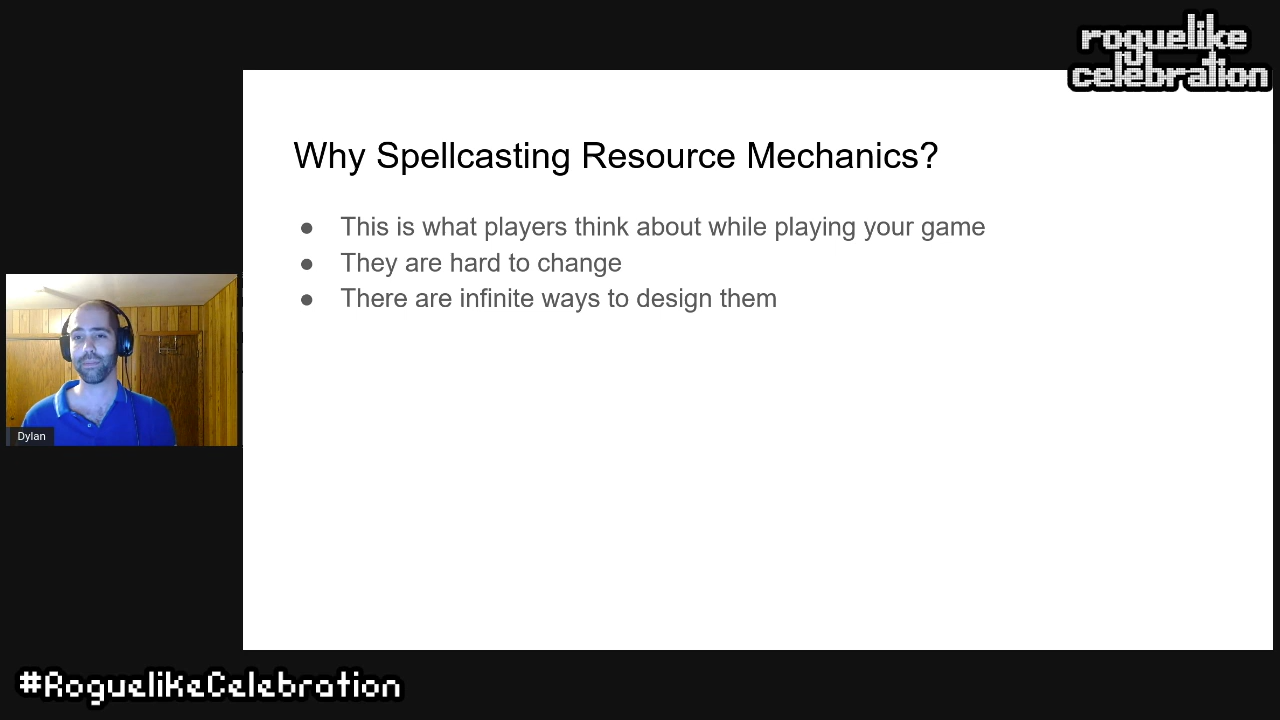 roguelike
celebration
Why Spellcasting Resource Mechanics?
● This is what players think about while playing your game
● They are hard to change
● There are infinite ways to design them
Dylan
#RoguelikeCelebration